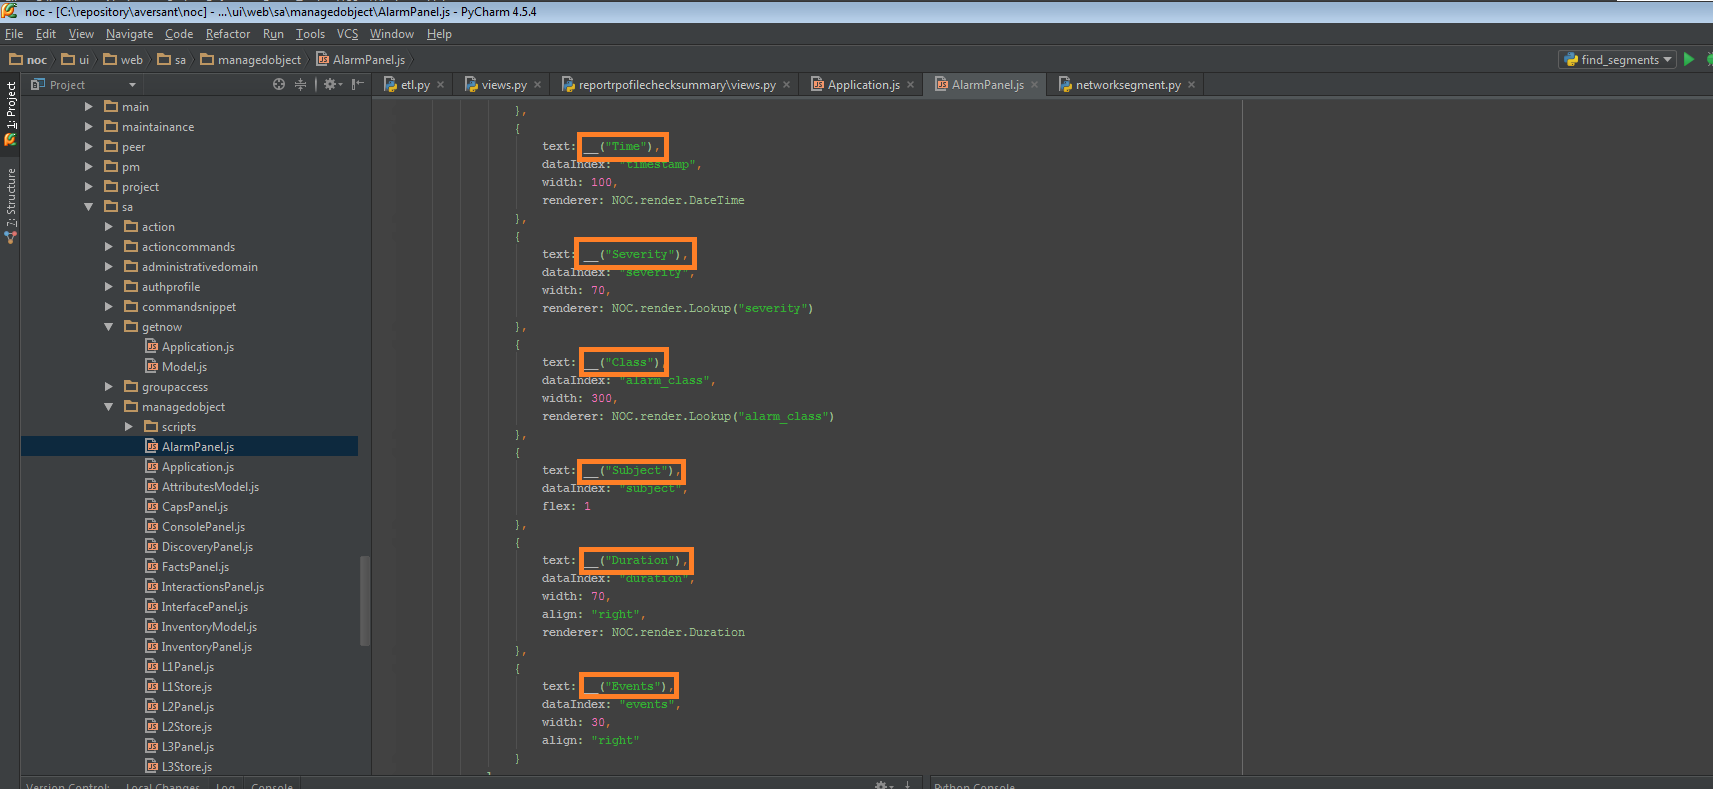 noc - [C:\repository\aversant\noc] - ...\ui\web\sa\managedobject\AlarmPanel.js - PyCharm 4.5.4
File Edit View Navigate Code Refactor Run Tools VCS Window Help
noc ui web sa managedobject AlarmPanel.js find_segments
1: Project
7: Structure
Project
main
maintainance
peer
pm
project
sa
action
actioncommands
administrativedomain
authprofile
commandsnippet
getnow
Application.js
Model.js
groupaccess
managedobject
scripts
AlarmPanel.js
Application.js
AttributesModel.js
CapsPanel.js
ConsolePanel.js
DiscoveryPanel.js
FactsPanel.js
InteractionsPanel.js
InterfacePanel.js
InventoryModel.js
InventoryPanel.js
L1Panel.js
L1Store.js
L2Panel.js
L2Store.js
L3Panel.js
L3Store.js
etl.py views.py reportrpofilechecksummary\views.py Application.js AlarmPanel.js networksegment.py
},
{
text: __("Time"),
dataIndex: "timestamp",
width: 100,
renderer: NOC.render.DateTime
},
{
text: __("Severity"),
dataIndex: "severity",
width: 70,
renderer: NOC.render.Lookup("severity")
},
{
text: __("Class"),
dataIndex: "alarm_class",
width: 300,
renderer: NOC.render.Lookup("alarm_class")
},
{
text: __("Subject"),
dataIndex: "subject",
flex: 1
},
{
text: __("Duration"),
dataIndex: "duration",
width: 70,
align: "right",
renderer: NOC.render.Duration
},
{
text: __("Events"),
dataIndex: "events",
width: 30,
align: "right"
}
Version Control: Local Changes Log Console
Python Console